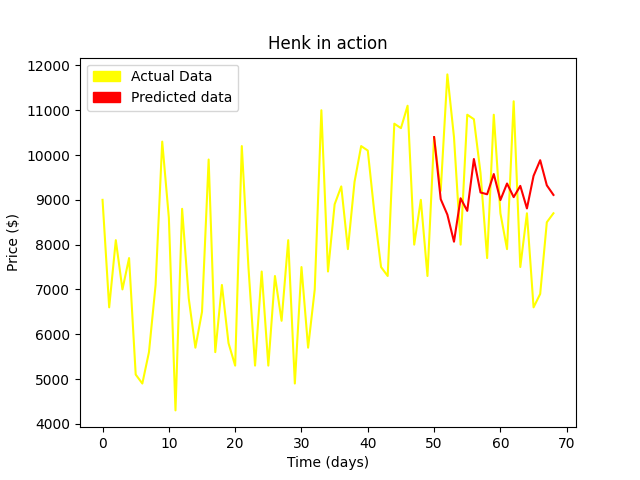 Henk in action
Actual Data
Predicted data
12000
11000
10000
9000
8000
7000
6000
5000
4000
Price ($)
0 10 20 30 40 50 60 70
Time (days)